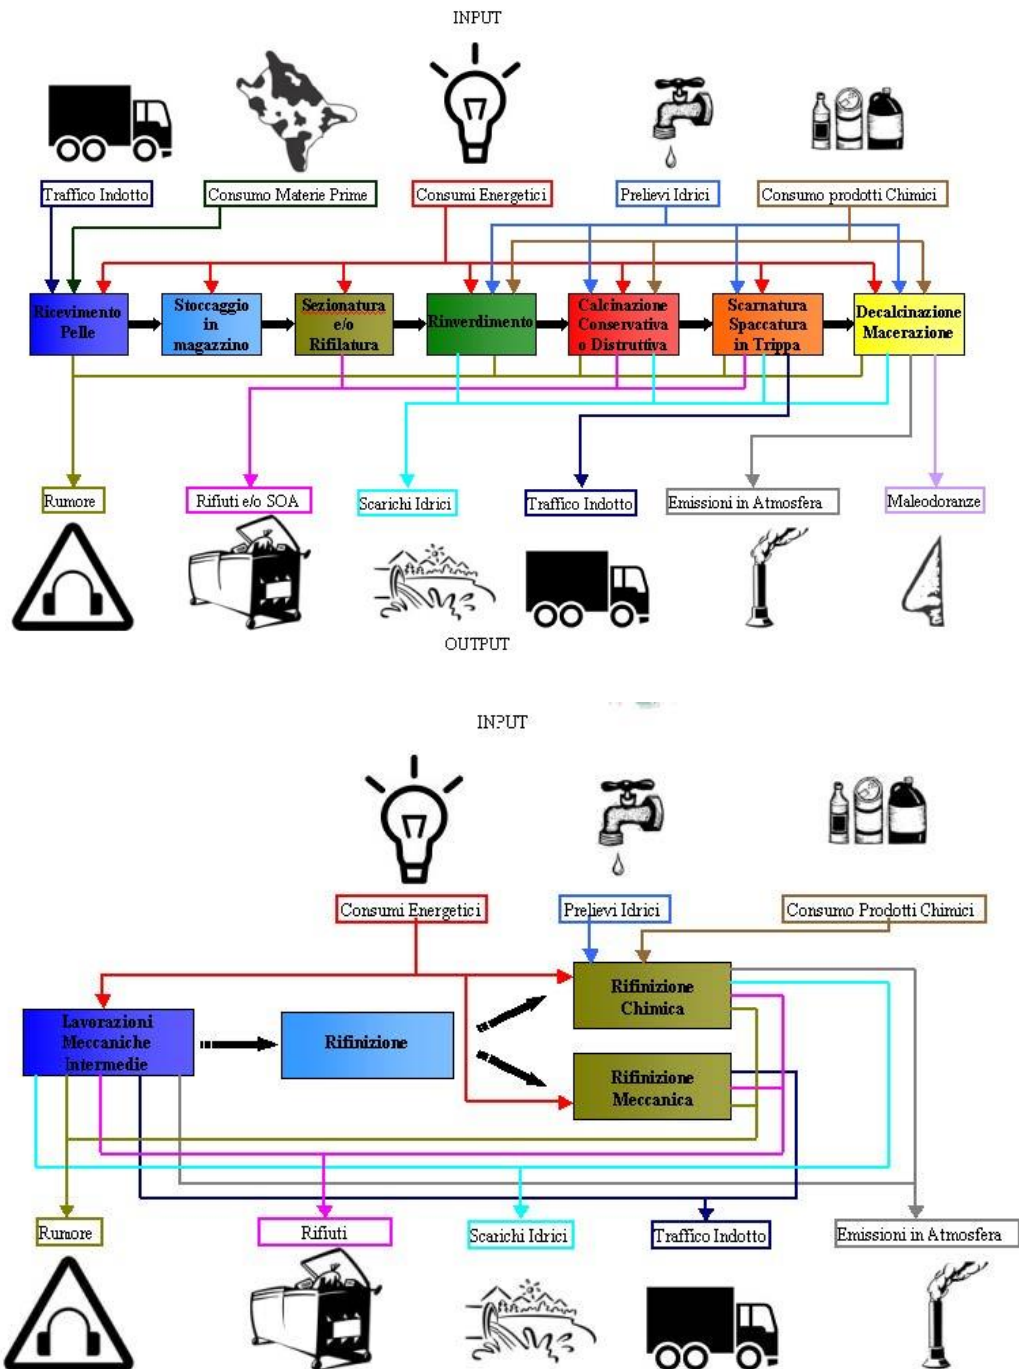 INPUT
Traffico Indotto
Consumo Materie Prime
Consumi Energetici
Prelievi Idrici
Consumo prodotti Chimici
Ricevimento
Pelle
Stoccaggio
in
magazzino
Sezionatura
e/o
Rifilatura
Rinverdimento
Calcinazione
Conservativa
o Distruttiva
Scarnatura
Spaccatura
in Trippa
Decalcinazione
Macerazione
Rumore
Rifiuti e/o SOA
Scarichi Idrici
Traffico Indotto
Emissioni in Atmosfera
Maleodoranze
OUTPUT
INPUT
Consumi Energetici
Prelievi Idrici
Consumo Prodotti Chimici
Lavorazioni
Meccaniche
Intermedie
Rifinizione
Rifinizione
Chimica
Rifinizione
Meccanica
Rumore
Rifiuti
Scarichi Idrici
Traffico Indotto
Emissioni in Atmosfera